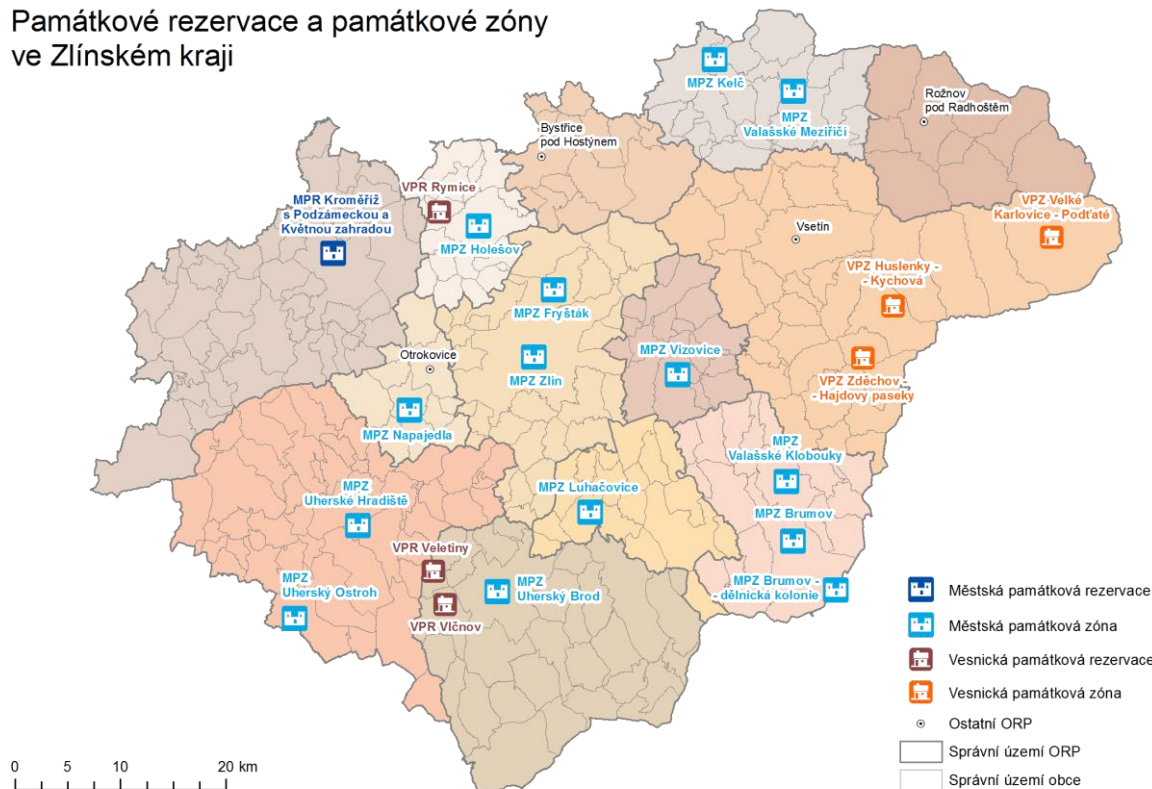 Památkové rezervace a památkové zóny
ve Zlínském kraji
MPZ Kelč
MPZ
Valašské Meziříčí
Rožnov
pod Radhoštěm
Bystřice
pod Hostýnem
VPR Rymice
MPR Kroměříž
s Podzámeckou a
Květnou zahradou
MPZ Holešov
Vsetín
VPZ Velké
Karlovice - Podťaté
VPZ Huslenky -
- Kychová
MPZ Fryšták
Otrokovice
MPZ Zlín
MPZ Vizovice
VPZ Zděchov -
- Hajdovy paseky
MPZ Napajedla
MPZ
Valašské Klobouky
MPZ
Uherské Hradiště
MPZ Luhačovice
MPZ Brumov
VPR Veletiny
MPZ
Uherský Ostroh
MPZ
Uherský Brod
MPZ Brumov -
- dělnická kolonie
VPR Vlčnov
Městská památková rezervace
Městská památková zóna
Vesnická památková rezervace
Vesnická památková zóna
Ostatní ORP
Správní území ORP
Správní území obce
0 5 10 20 km